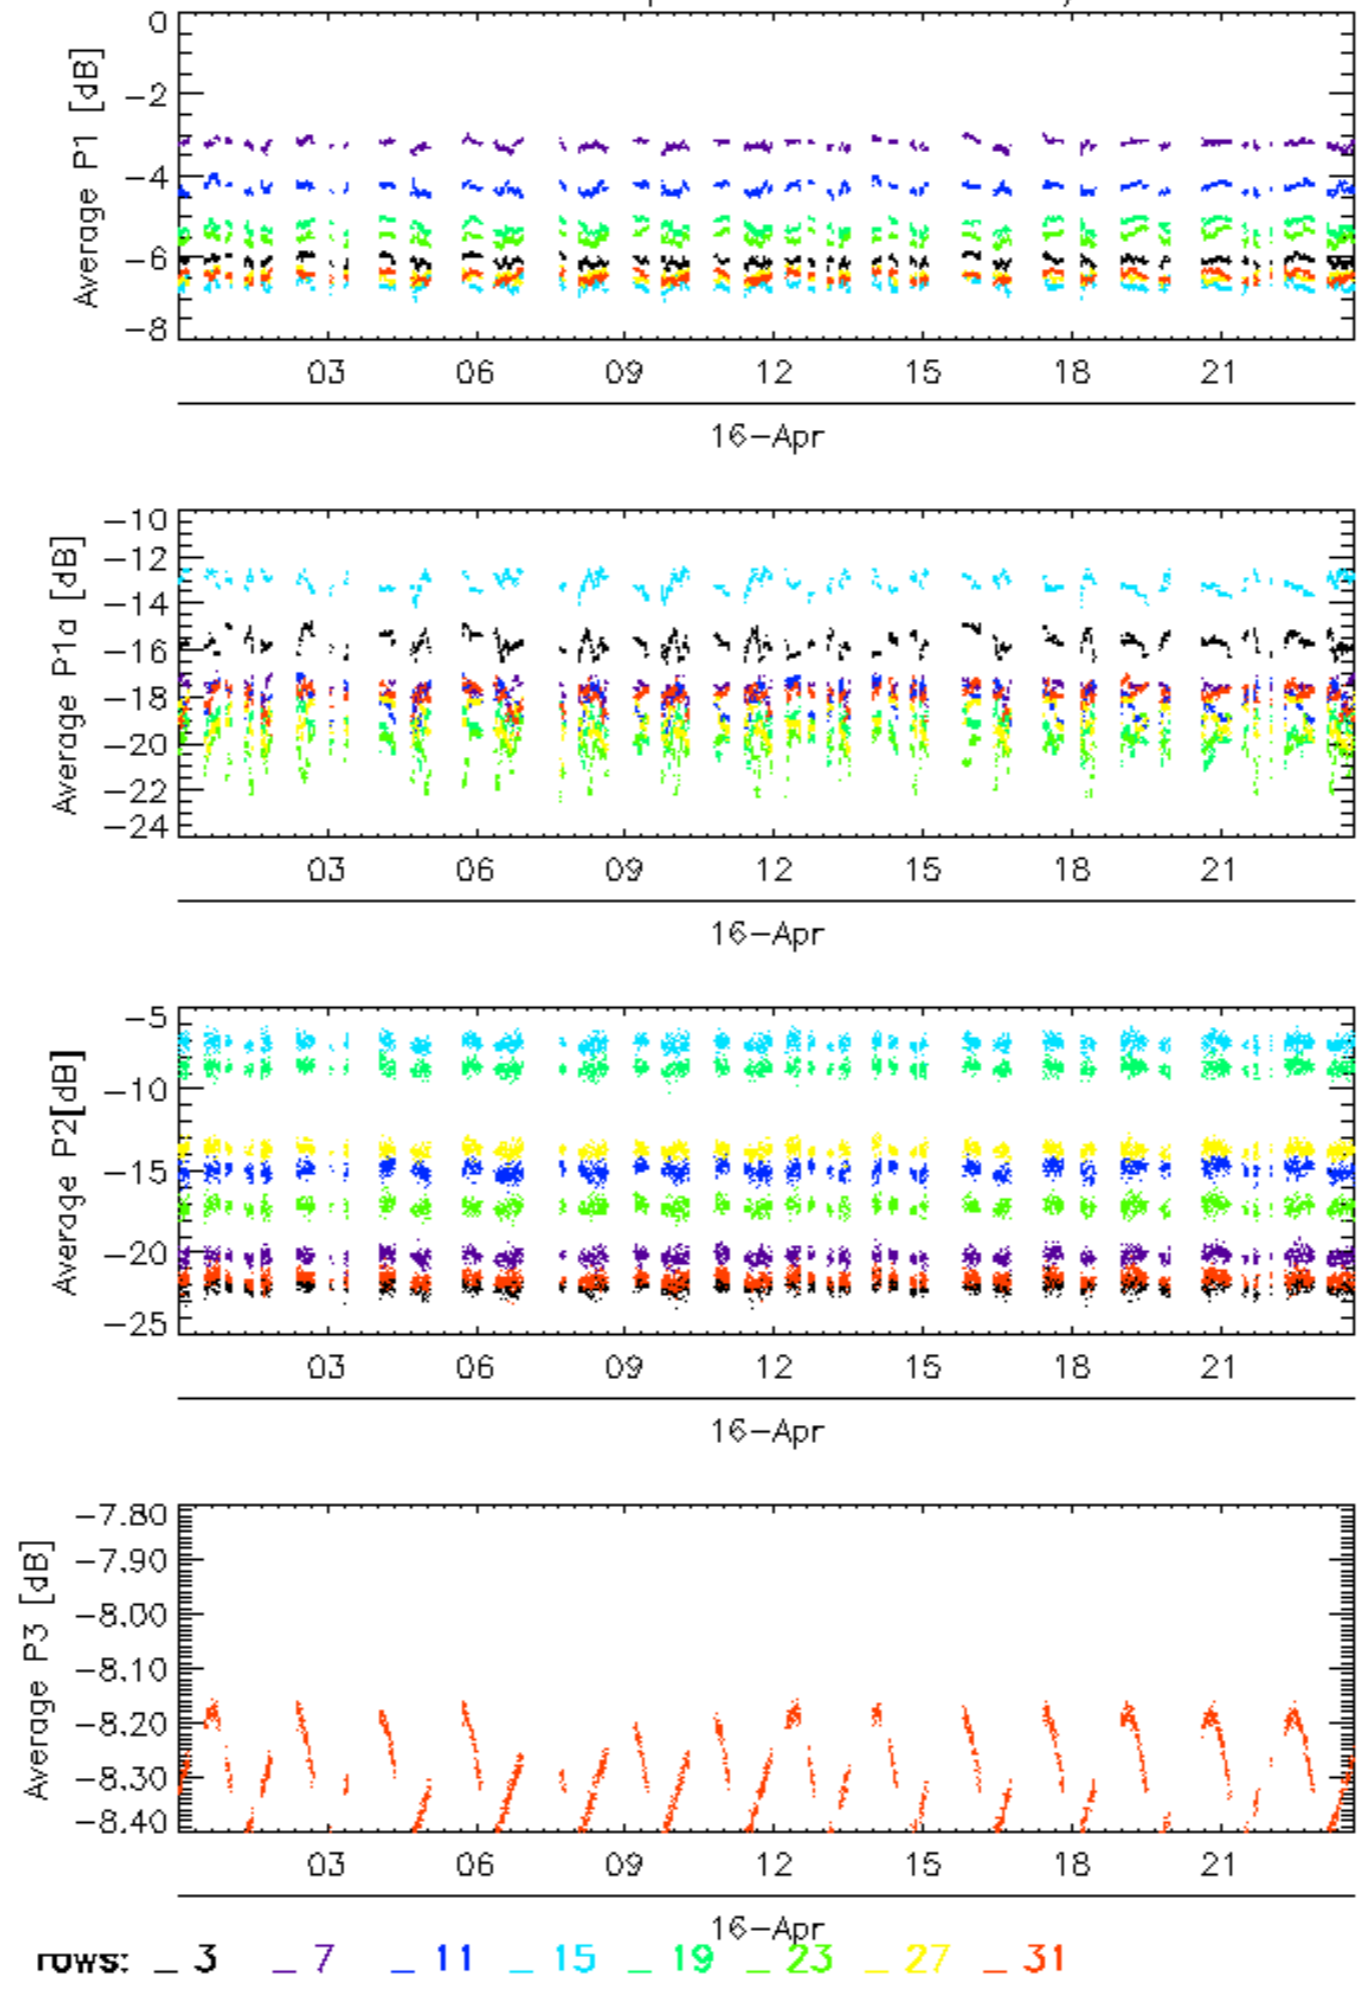 0
-2
-4
-6
-8
Average P1 [dB]
03 06 09 12 15 18 21
16-Apr
-10
-12
-14
-16
-18
-20
-22
-24
Average P1a [dB]
03 06 09 12 15 18 21
16-Apr
-5
-10
-15
-20
-25
Average P2[dB]
03 06 09 12 15 18 21
16-Apr
-7.80
-7.90
-8.00
-8.10
-8.20
-8.30
-8.40
Average P3 [dB]
03 06 09 12 15 18 21
16-Apr
rows: _ 3 _ 7 _ 11 _ 15 _ 19 _ 23 _ 27 _ 31